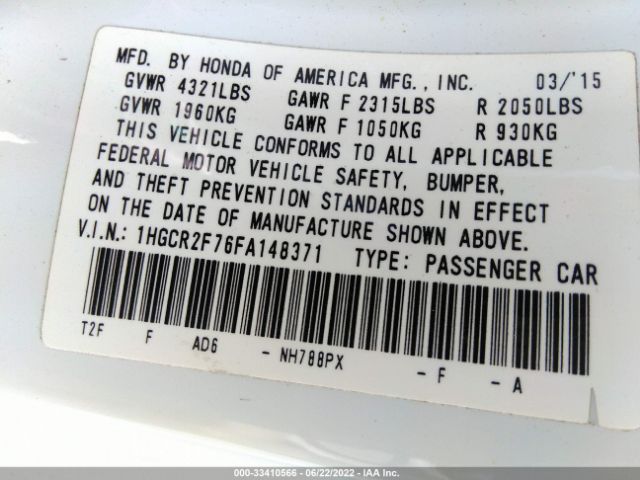 MFD. BY HONDA OF AMERICA MFG., INC. 03/'15
GVWR 4321LBS GAWR F 2315LBS R 2050LBS
GVWR 1960KG GAWR F 1050KG R 930KG
THIS VEHICLE CONFORMS TO ALL APPLICABLE
FEDERAL MOTOR VEHICLE SAFETY, BUMPER,
AND THEFT PREVENTION STANDARDS IN EFFECT
ON THE DATE OF MANUFACTURE SHOWN ABOVE.
V.I.N.: 1HGCR2F76FA148371 TYPE: PASSENGER CAR
T2F F AD6 - NH788PX - F - A
000-33410566 - 06/22/2022 - IAA Inc.